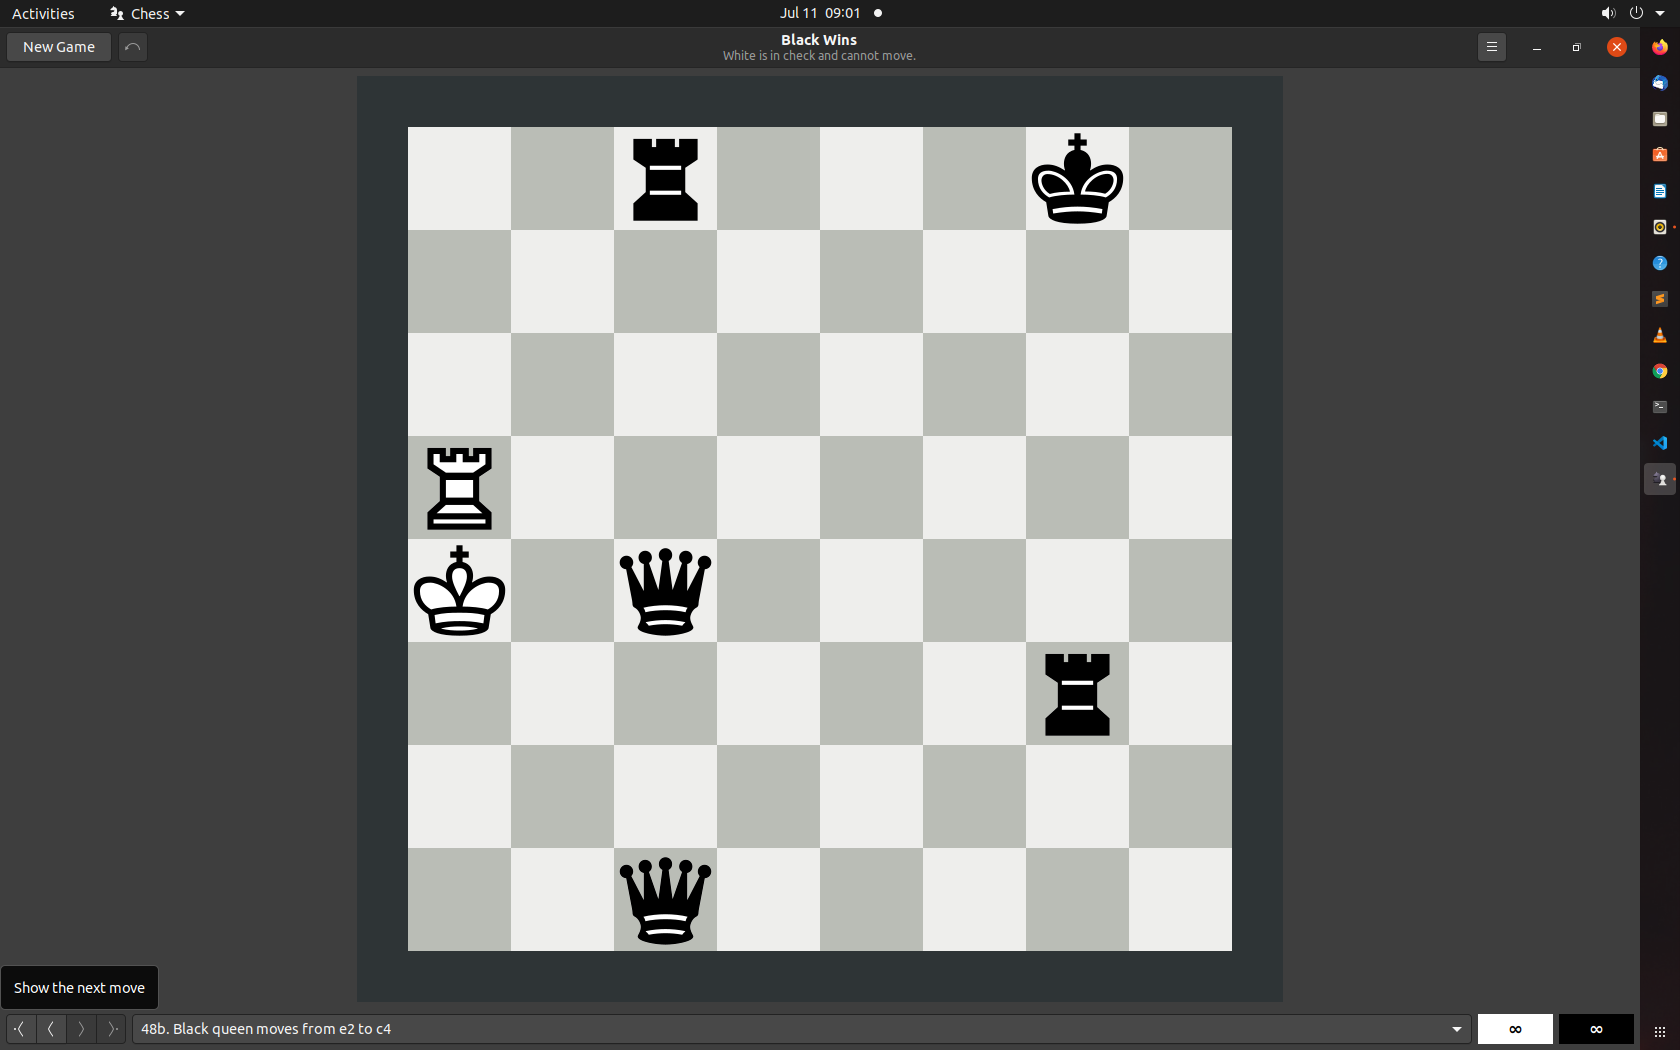 Activities
Chess
Jul 11 09:01
New Game
Black Wins
White is in check and cannot move.
Show the next move
48b. Black queen moves from e2 to c4
∞
∞